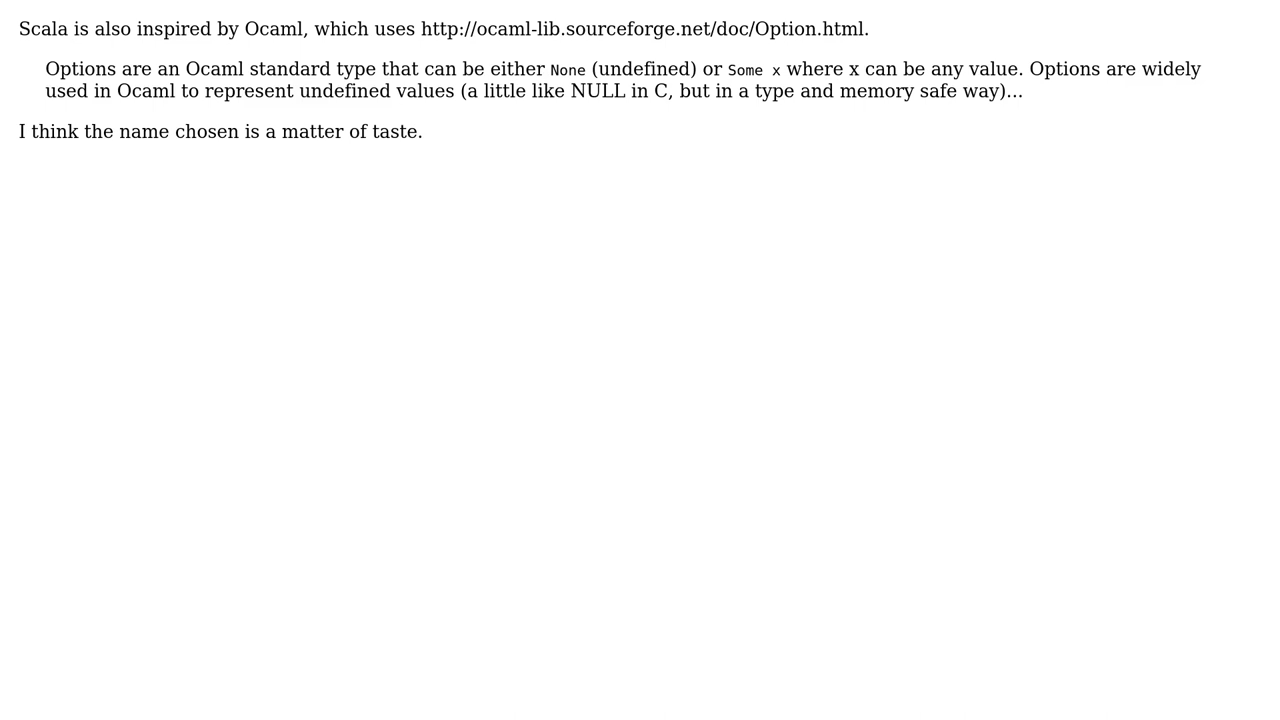 Scala is also inspired by Ocaml, which uses http://ocaml-lib.sourceforge.net/doc/Option.html.
Options are an Ocaml standard type that can be either None (undefined) or Some x where x can be any value. Options are widely
used in Ocaml to represent undefined values (a little like NULL in C, but in a type and memory safe way)...
I think the name chosen is a matter of taste.